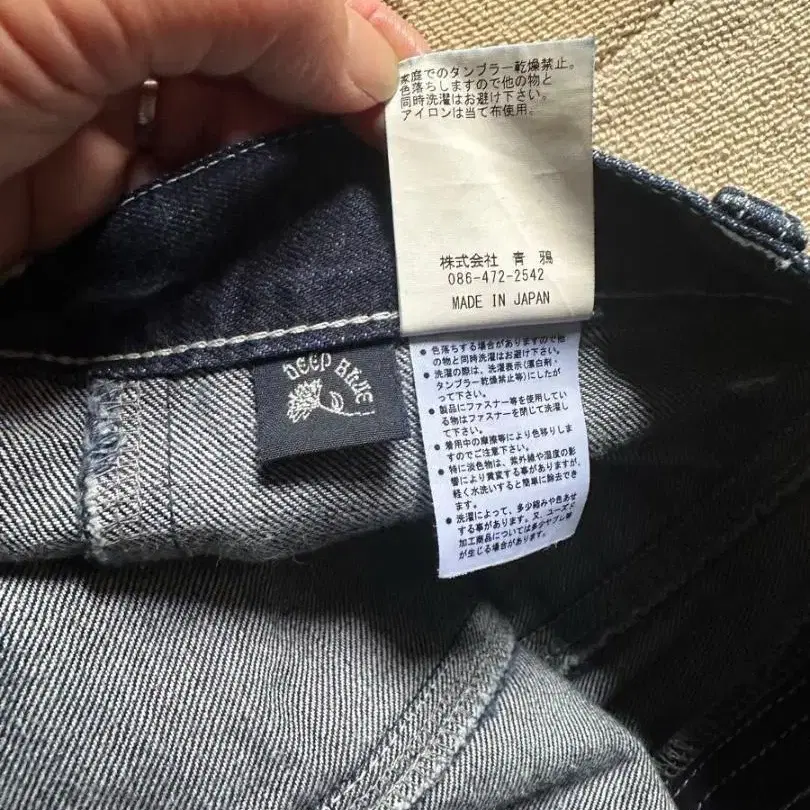 家庭でのタンブラー乾燥禁止。
色落ちしますので他の物と
同時洗濯はお避け下さい。
アイロンは当て布使用。
株式会社 青 鵶
086-472-2542
MADE IN JAPAN
DEEP BLUE
● 色落ちする場合がありますので他
の物と同時洗濯はお避け下さい。
● 洗濯の際は、洗濯表示(漂白剤・
タンブラー乾燥禁止等)にしたが
って下さい。
● 製品にファスナー等を使用してい
る物はファスナーを閉じて洗濯し
て下さい。
● 着用中の摩擦等により色移りしま
すのでご注意下さい。
● 特に淡色物は、紫外線や湿度の影
響により黄変する事がありますが、
軽く水洗いすると簡単に除去でき
ます。
● 洗濯によって、多少縮みや色あせ
する事があります。又、ユーズド
加工商品については多少ヤブレ等
が生じる場合があります。